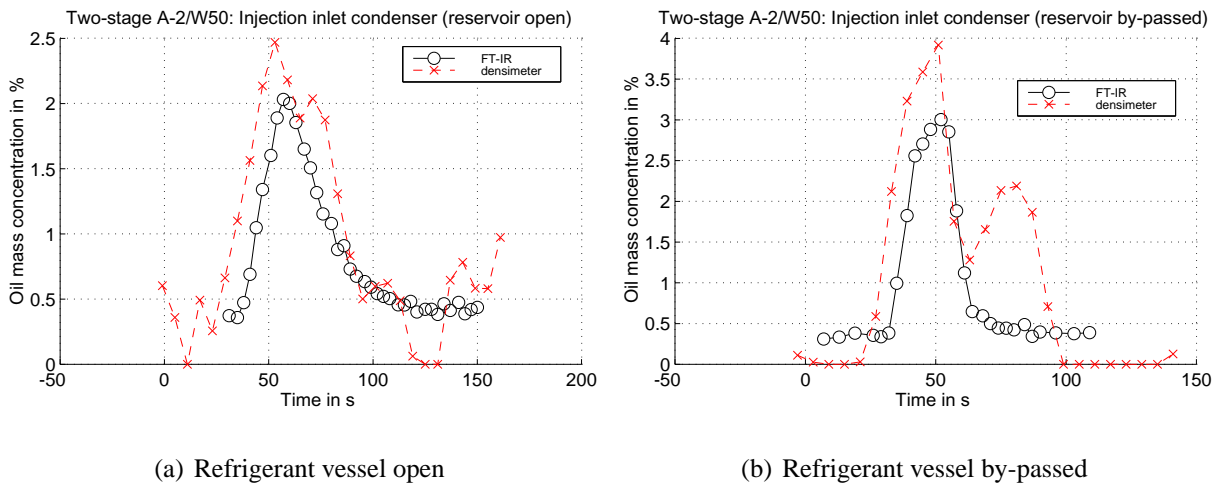 Two-stage A-2/W50: Injection inlet condenser (reservoir open)
2.5
2
1.5
1
0.5
0
Oil mass concentration in %
FT-IR
densimeter
-50 0 50 100 150 200
Time in s
(a) Refrigerant vessel open
Two-stage A-2/W50: Injection inlet condenser (reservoir by-passed)
4
3.5
3
2.5
2
1.5
1
0.5
0
Oil mass concentration in %
FT-IR
densimeter
-50 0 50 100 150
Time in s
(b) Refrigerant vessel by-passed